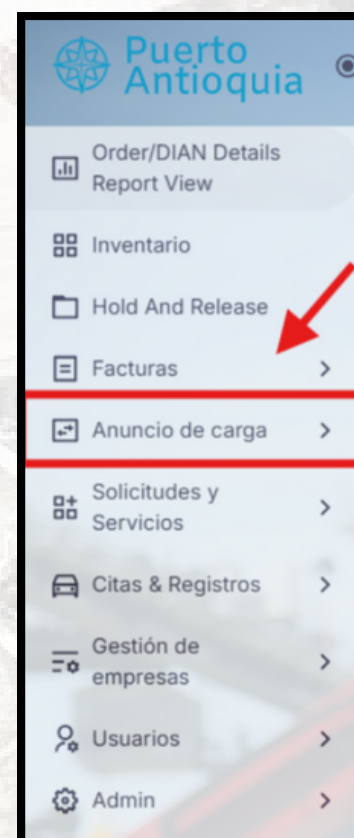 Puerto
Antioquia
Order/DIAN Details
Report View
Inventario
Hold And Release
Facturas
Anuncio de carga
Solicitudes y
Servicios
Citas & Registros
Gestión de
empresas
Usuarios
Admin